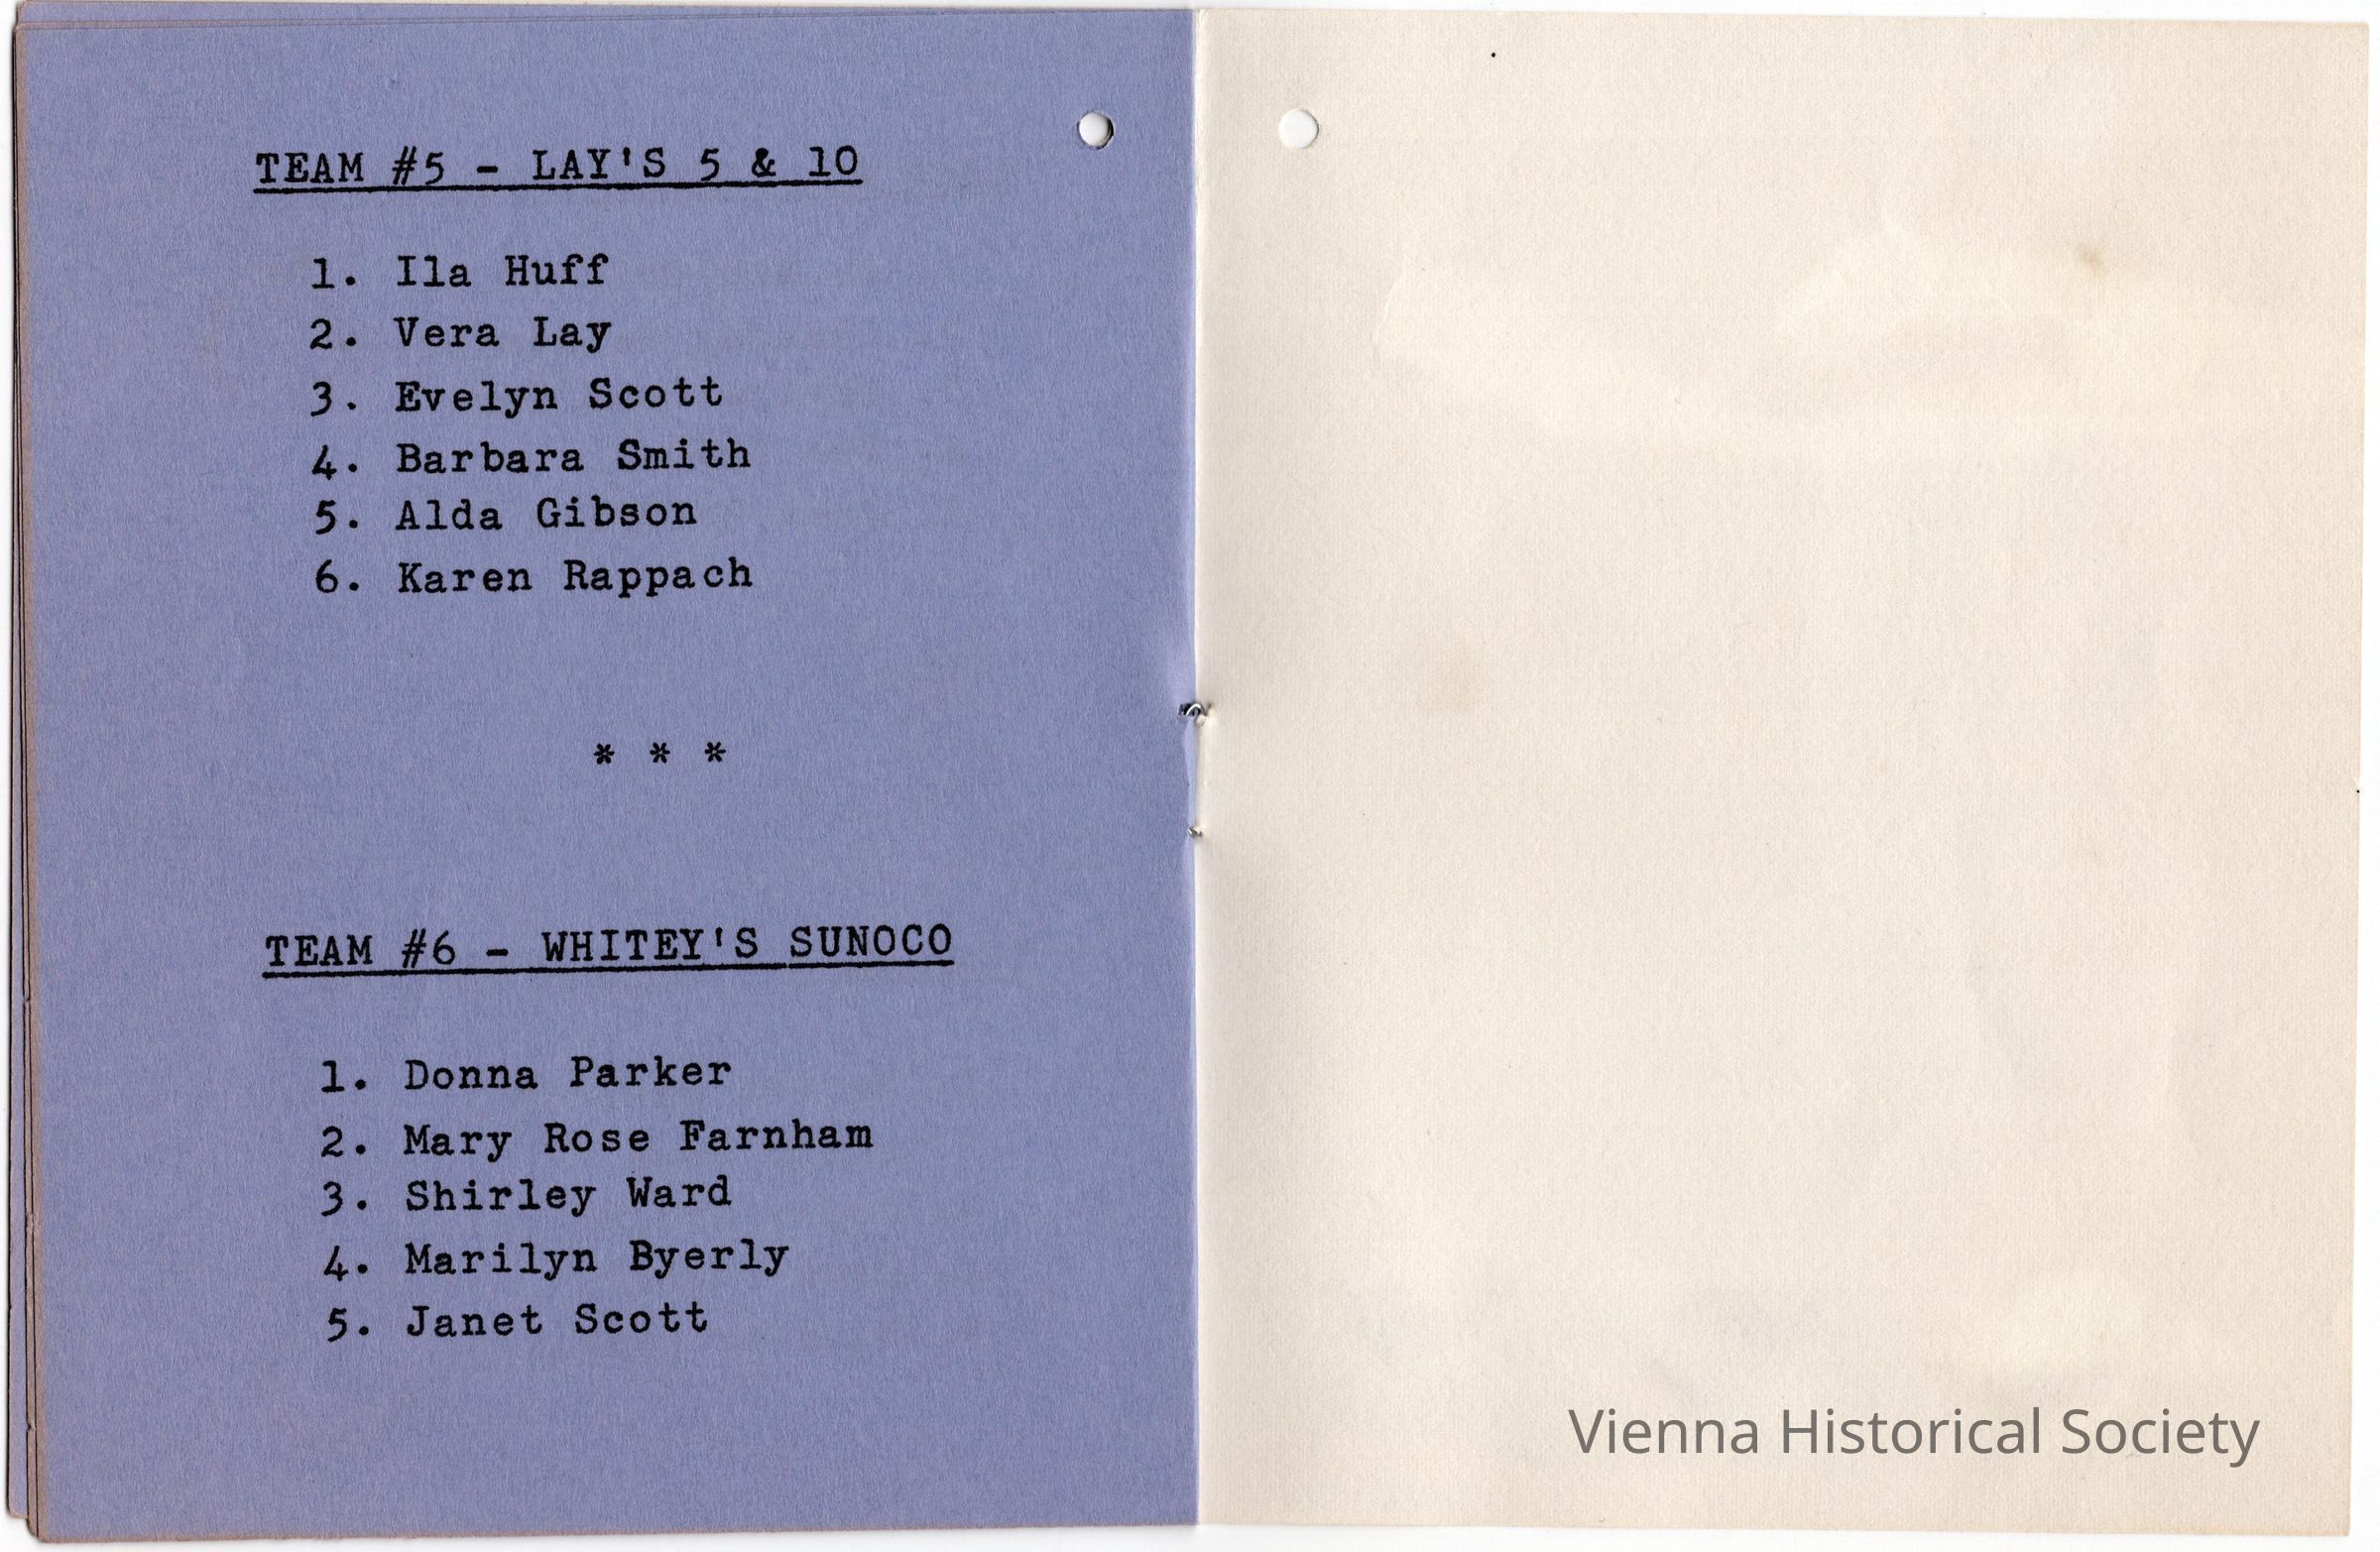 TEAM #5 - LAY'S 5 & 10
1. Ila Huff
2. Vera Lay
3. Evelyn Scott
4. Barbara Smith
5. Alda Gibson
6. Karen Rappach
* * *
TEAM #6 - WHITEY'S SUNOCO
1. Donna Parker
2. Mary Rose Farnham
3. Shirley Ward
4. Marilyn Byerly
5. Janet Scott
Vienna Historical Society